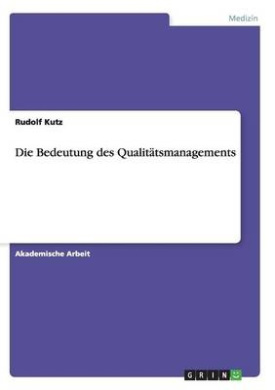 Medizin
Rudolf Kutz
Die Bedeutung des Qualitätsmanagements
Akademische Arbeit
GRIN